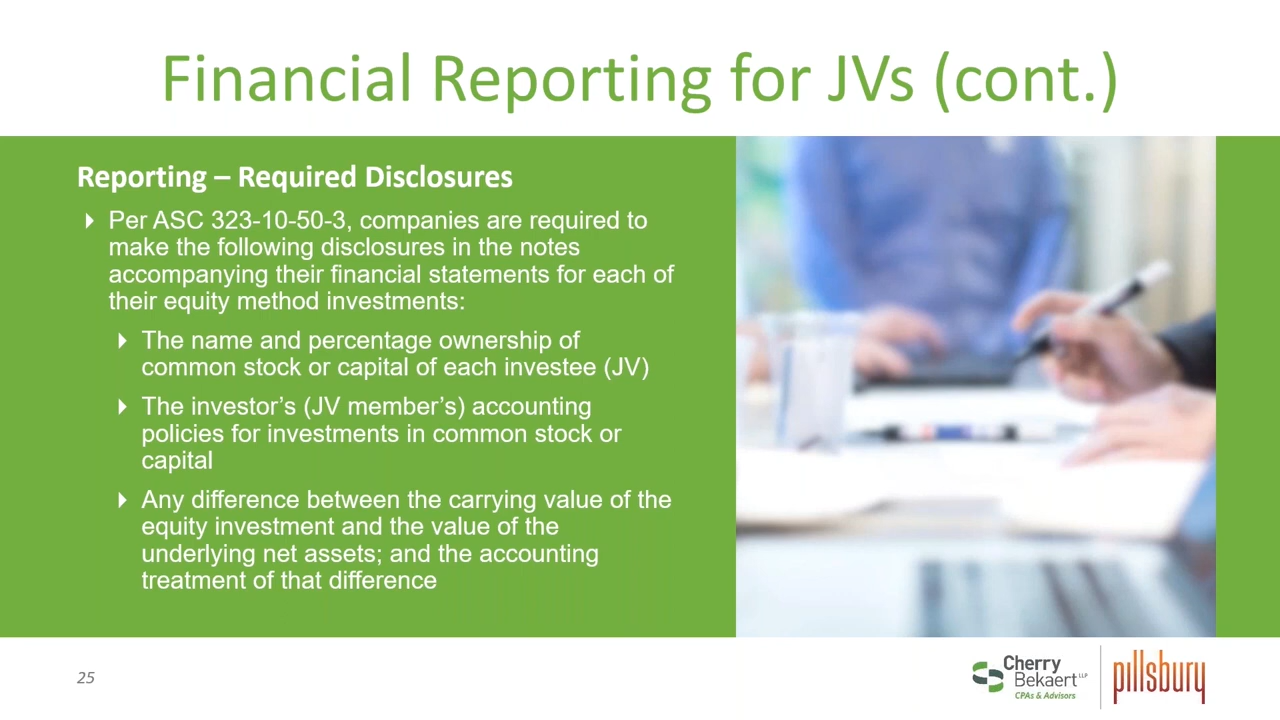 Financial Reporting for JVs (cont.)
Reporting – Required Disclosures
Per ASC 323-10-50-3, companies are required to
make the following disclosures in the notes
accompanying their financial statements for each of
their equity method investments:
The name and percentage ownership of
common stock or capital of each investee (JV)
The investor’s (JV member’s) accounting
policies for investments in common stock or
capital
Any difference between the carrying value of the
equity investment and the value of the
underlying net assets; and the accounting
treatment of that difference
25
Cherry
Bekaert LLP
CPAs & Advisors
pillsbury